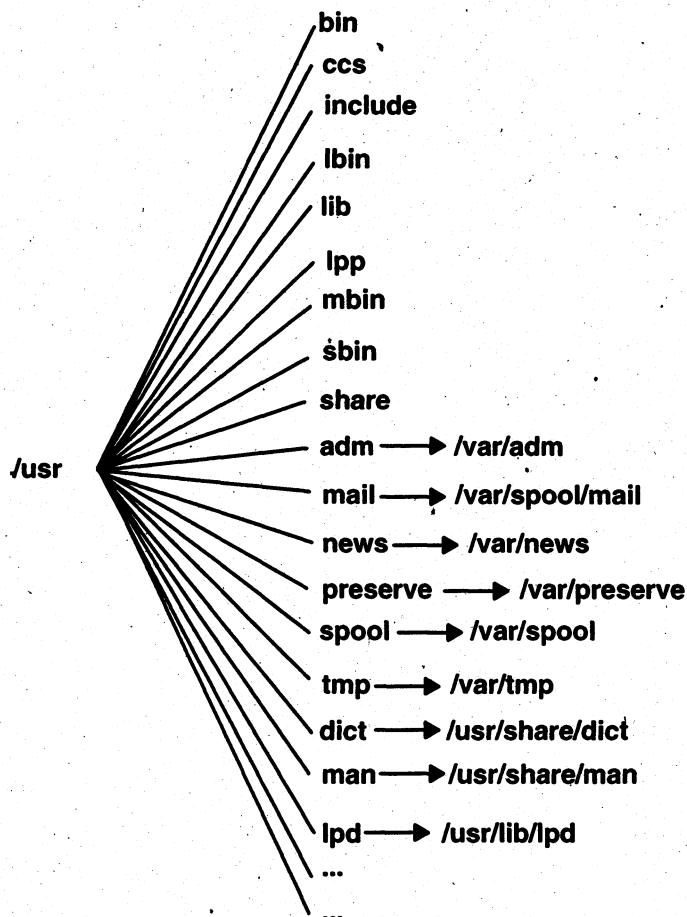 bin
ccs
include
lbin
lib
lpp
mbin
sbin
share
/usr
adm /var/adm
mail /var/spool/mail
news /var/news
preserve /var/preserve
spool /var/spool
tmp /var/tmp
dict /usr/share/dict
man /usr/share/man
lpd /usr/lib/lpd
...
...